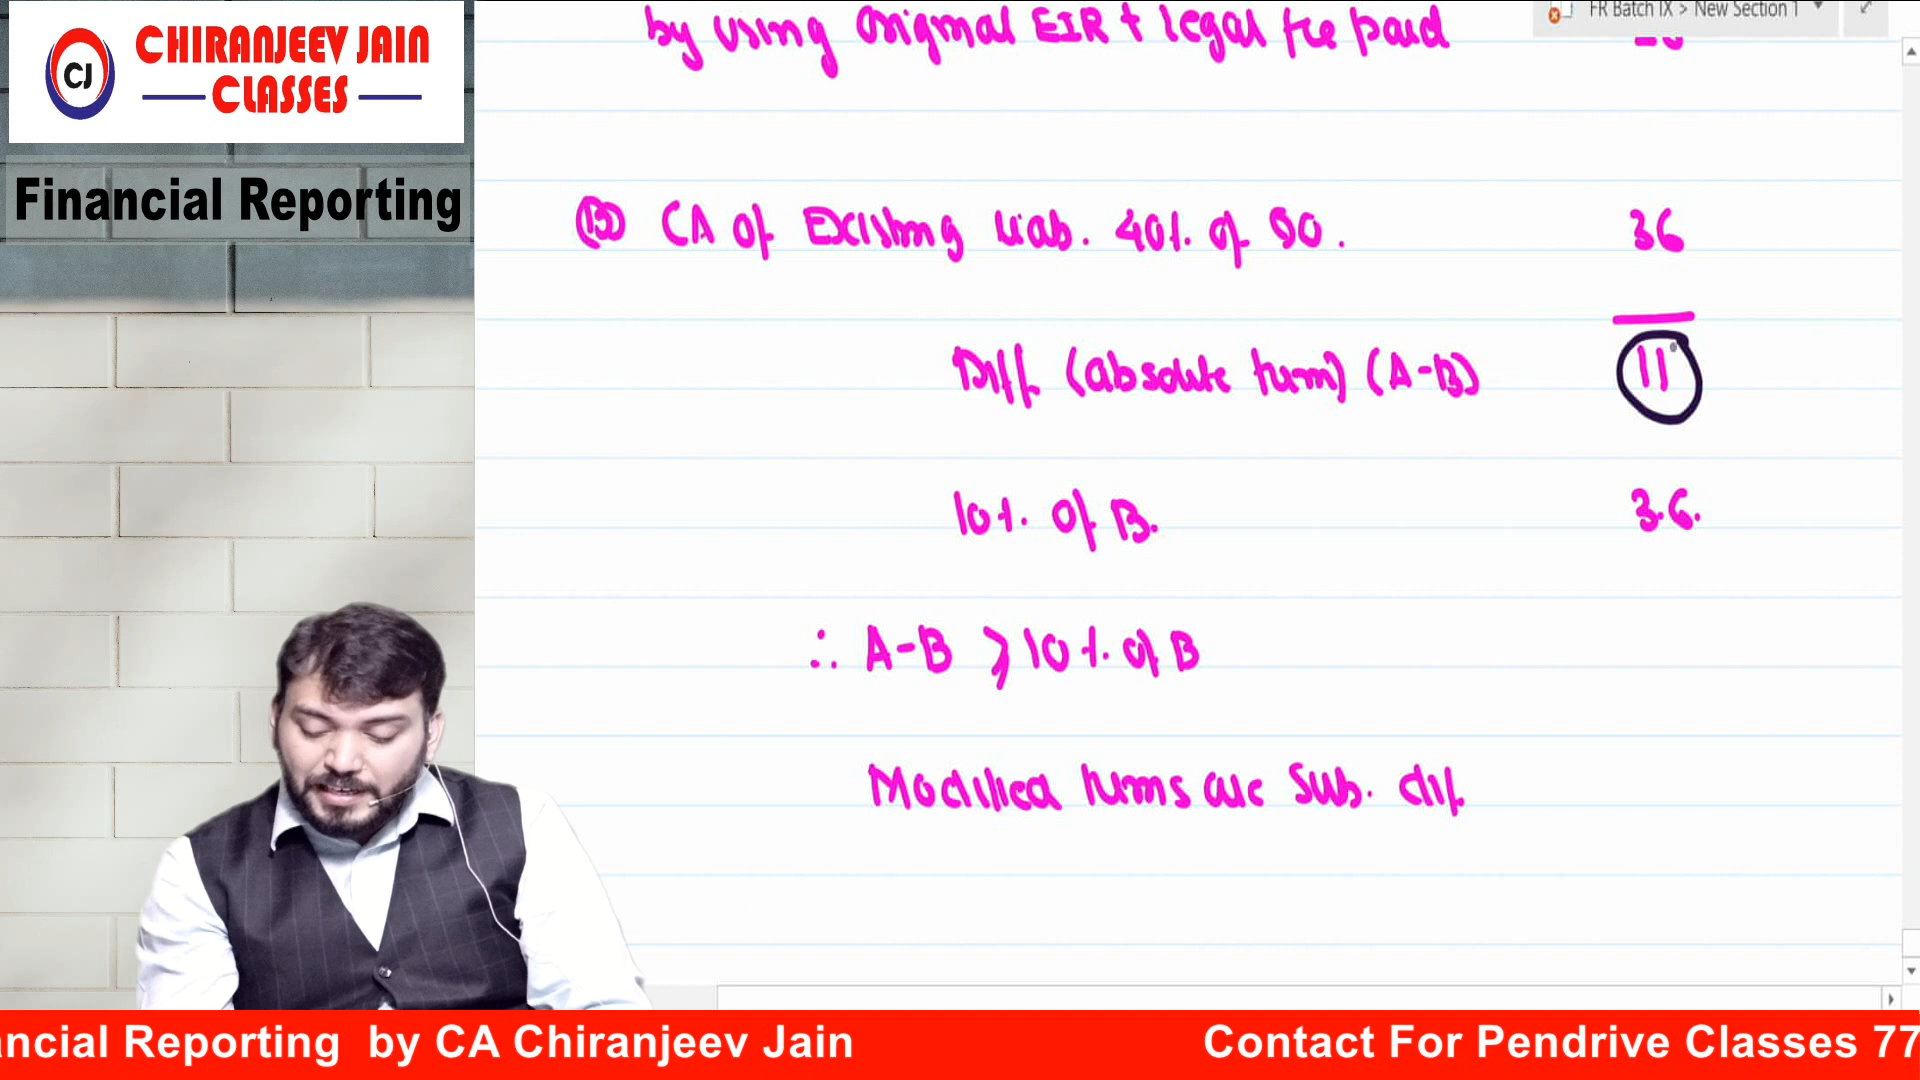 CHIRANJEEV JAIN
CLASSES
CJ
Financial Reporting
FR Batch IX > New Section 1
by using original EIR + legal fee paid
(B) CA of Existing Liab. 40% of 90. 36
Diff (absolute term) (A-B) 11
10% of B. 3.6.
∴ A-B > 10% of B
Modified terms are Sub. dif
ncial Reporting by CA Chiranjeev Jain Contact For Pendrive Classes 77